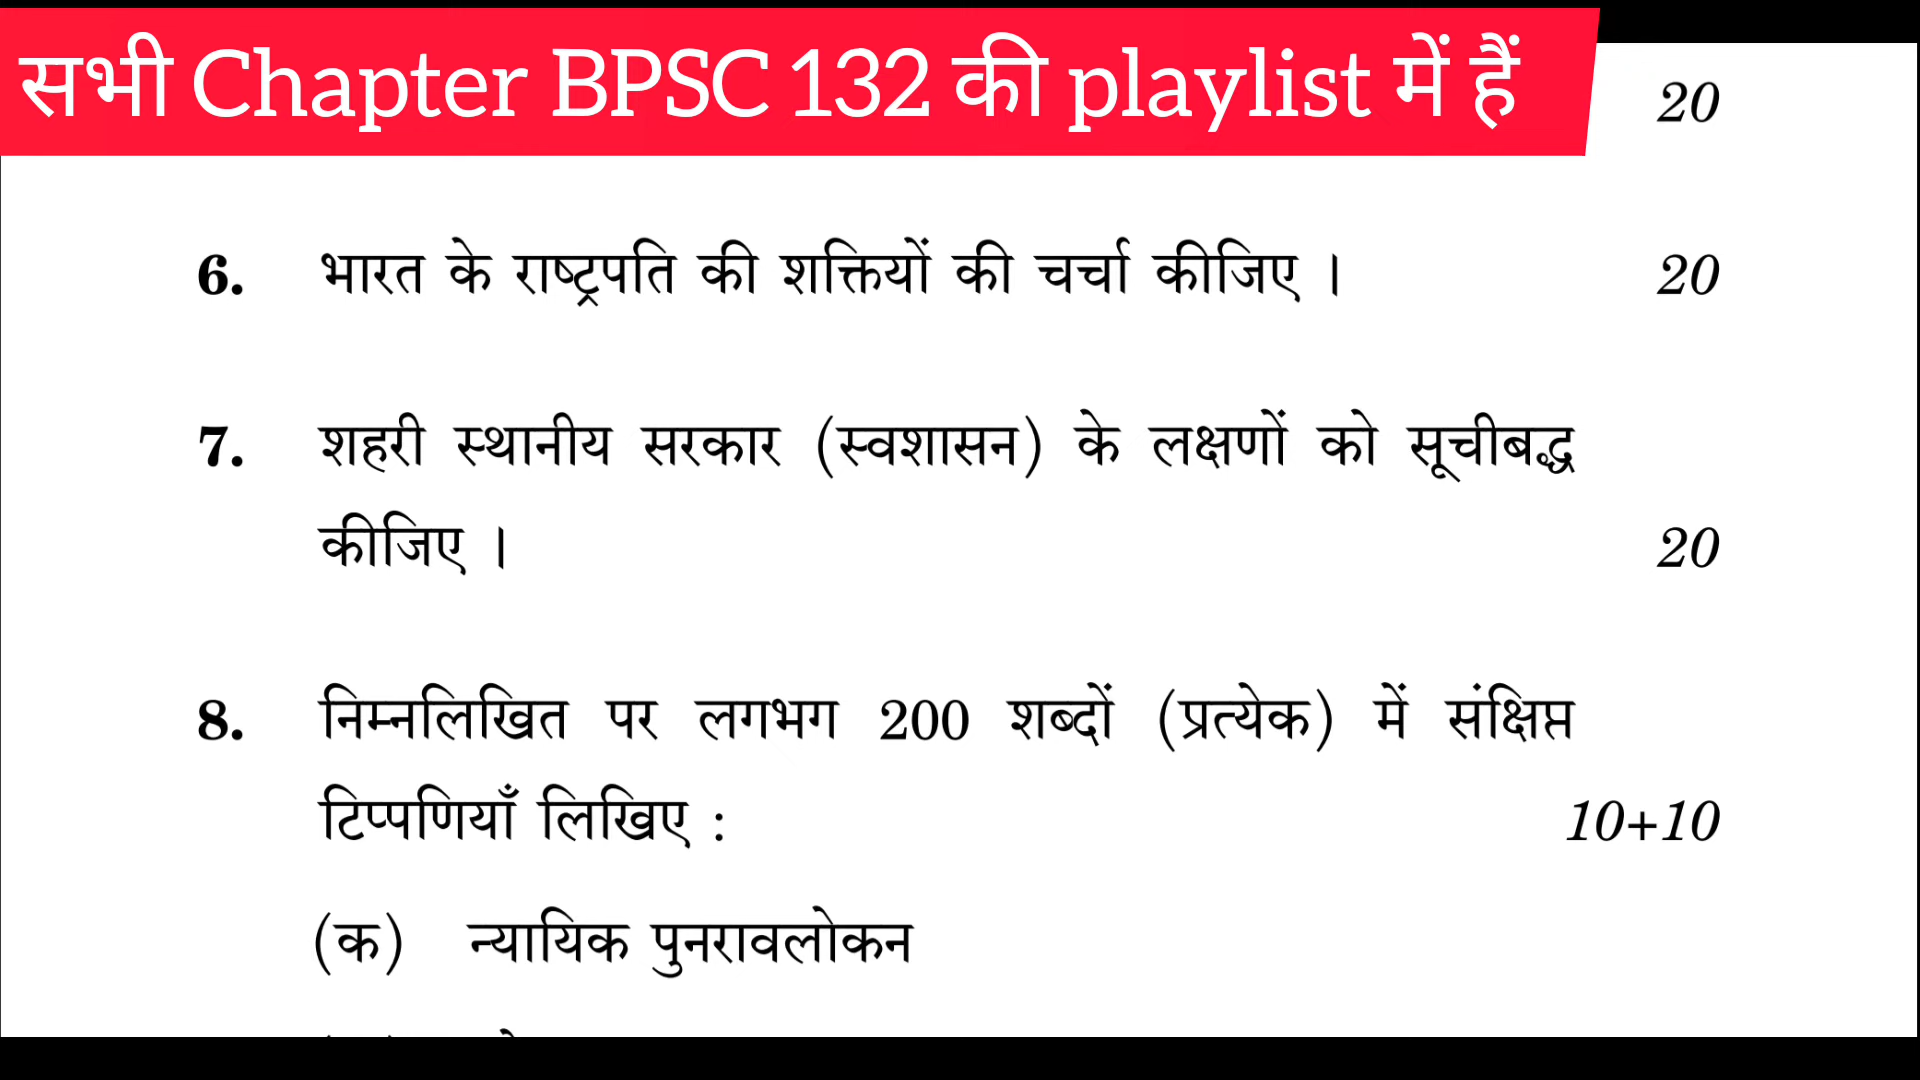 सभी Chapter BPSC 132 की playlist में हैं
20
6. भारत के राष्ट्रपति की शक्तियों की चर्चा कीजिए । 20
7. शहरी स्थानीय सरकार (स्वशासन) के लक्षणों को सूचीबद्ध
कीजिए । 20
8. निम्नलिखित पर लगभग 200 शब्दों (प्रत्येक) में संक्षिप्त
टिप्पणियाँ लिखिए : 10+10
(क) न्यायिक पुनरावलोकन